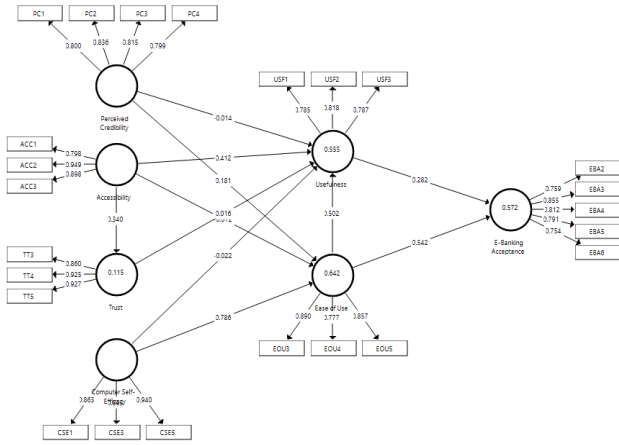 PC1 PC2 PC3 PC4
0.800 0.836 0.815 0.799
Perceived
Credibility
USF1 USF2 USF3
0.785 0.818 0.787
-0.014
0.555
Usefulness
ACC1
ACC2
ACC3
0.798
0.949
0.898
Accessibility
0.412
0.181
0.340
0.016
-0.022
0.502
0.282
0.542
EBA2
EBA3
EBA4
EBA5
EBA6
0.759
0.855
0.812
0.791
0.754
0.572
E-Banking
Acceptance
TT3
TT4
TT5
0.860
0.925
0.927
0.115
Trust
0.642
Ease of Use
0.786
0.890 0.777 0.857
EOU3 EOU4 EOU5
Computer Self-
Efficacy
0.863 0.940
CSE1 CSE3 CSE5